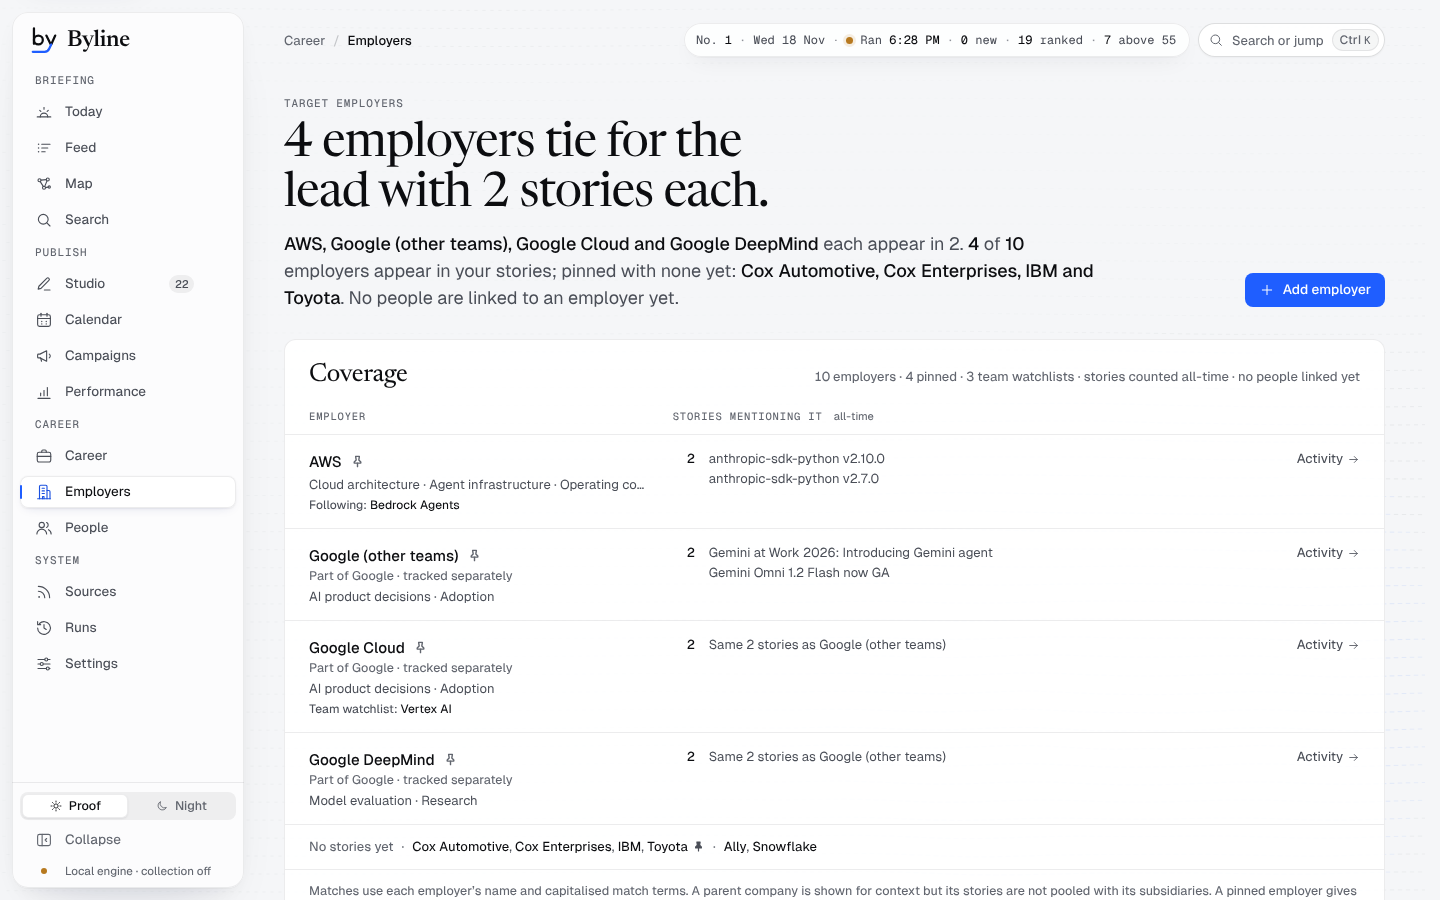 by Byline
BRIEFING
Today
Feed
Map
Search
PUBLISH
Studio 22
Calendar
Campaigns
Performance
CAREER
Career
Employers
People
SYSTEM
Sources
Runs
Settings
Proof Night
Collapse
Local engine · collection off
Career / Employers
No. 1 · Wed 18 Nov · Ran 6:28 PM · 0 new · 19 ranked · 7 above 55
Search or jump Ctrl K
TARGET EMPLOYERS
4 employers tie for the
lead with 2 stories each.
AWS, Google (other teams), Google Cloud and Google DeepMind each appear in 2. 4 of 10
employers appear in your stories; pinned with none yet: Cox Automotive, Cox Enterprises, IBM and
Toyota. No people are linked to an employer yet.
+ Add employer
Coverage
10 employers · 4 pinned · 3 team watchlists · stories counted all-time · no people linked yet
EMPLOYER STORIES MENTIONING IT all-time
AWS
Cloud architecture · Agent infrastructure · Operating co…
Following: Bedrock Agents
2 anthropic-sdk-python v2.10.0
anthropic-sdk-python v2.7.0
Activity →
Google (other teams)
Part of Google · tracked separately
AI product decisions · Adoption
2 Gemini at Work 2026: Introducing Gemini agent
Gemini Omni 1.2 Flash now GA
Activity →
Google Cloud
Part of Google · tracked separately
AI product decisions · Adoption
Team watchlist: Vertex AI
2 Same 2 stories as Google (other teams)
Activity →
Google DeepMind
Part of Google · tracked separately
Model evaluation · Research
2 Same 2 stories as Google (other teams)
Activity →
No stories yet · Cox Automotive, Cox Enterprises, IBM, Toyota · Ally, Snowflake
Matches use each employer's name and capitalised match terms. A parent company is shown for context but its stories are not pooled with its subsidiaries. A pinned employer gives